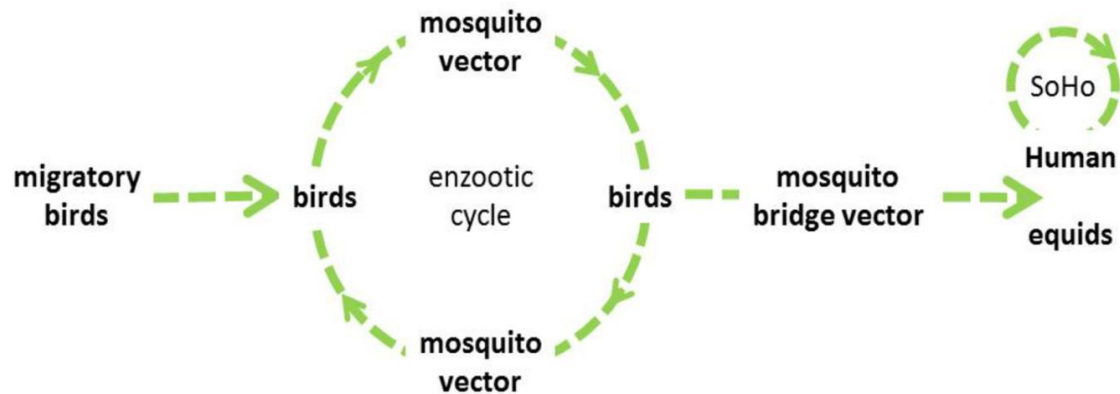 mosquito
vector
SoHo
Human
migratory
birds
birds
enzootic
cycle
birds
mosquito
bridge vector
equids
mosquito
vector